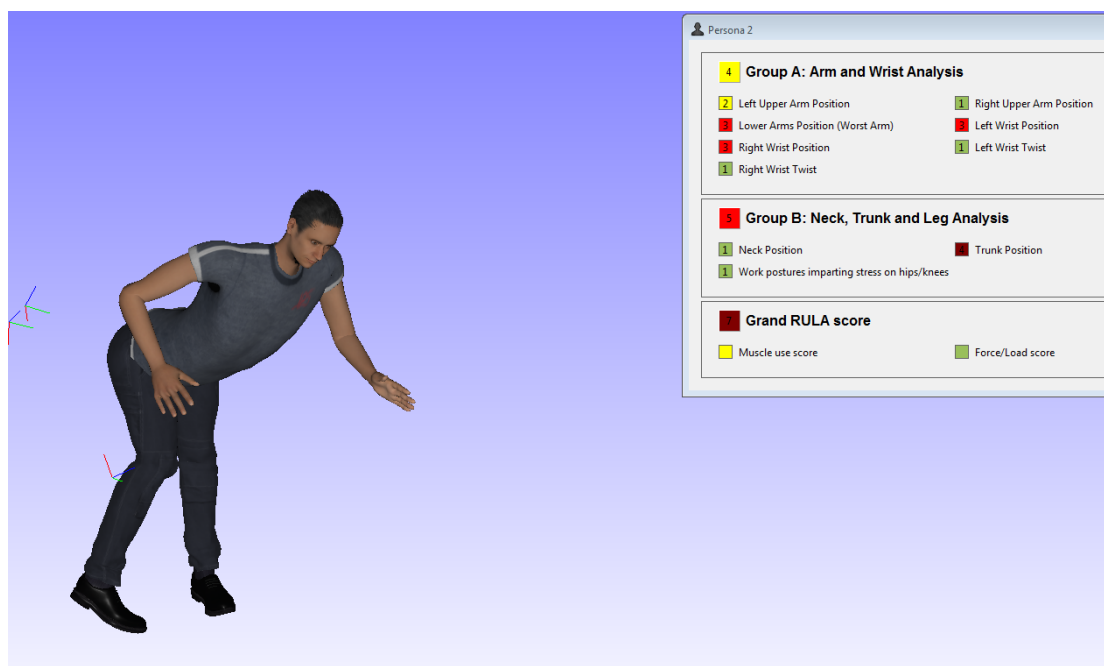 Persona 2
4 Group A: Arm and Wrist Analysis
2 Left Upper Arm Position 1 Right Upper Arm Position
3 Lower Arms Position (Worst Arm) 3 Left Wrist Position
3 Right Wrist Position 1 Left Wrist Twist
1 Right Wrist Twist
5 Group B: Neck, Trunk and Leg Analysis
1 Neck Position Trunk Position
1 Work postures imparting stress on hips/knees
7 Grand RULA score
Muscle use score Force/Load score